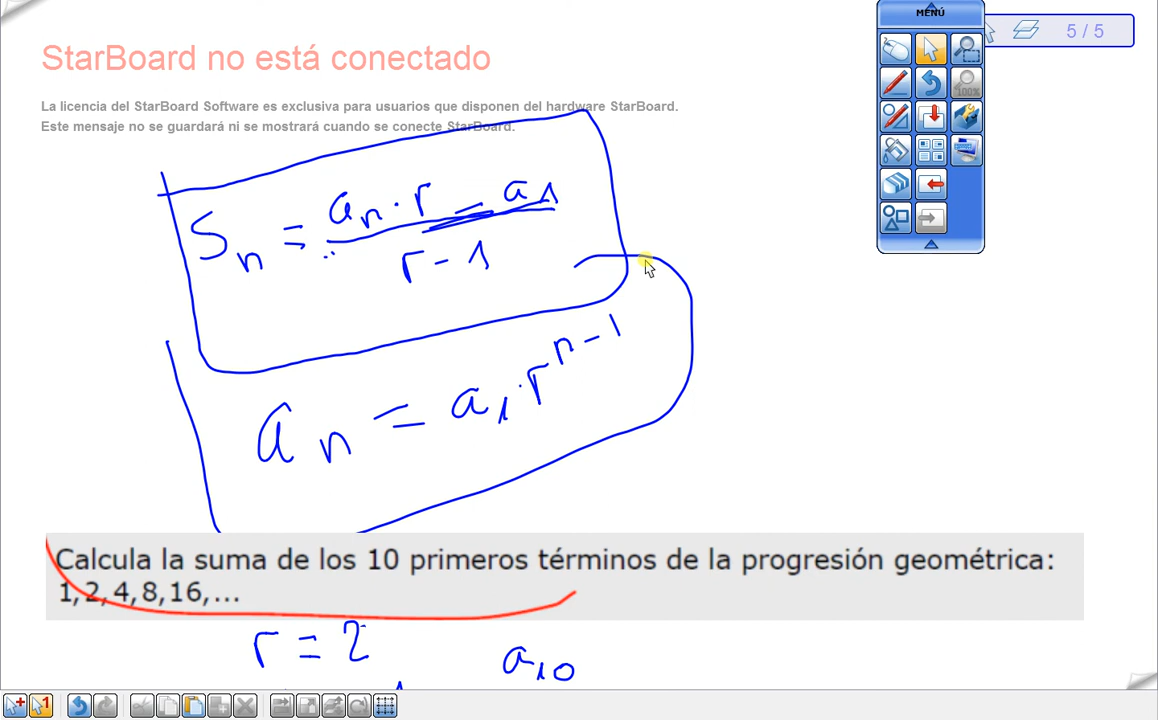 MENÚ
5 / 5
StarBoard no está conectado
La licencia del StarBoard Software es exclusiva para usuarios que disponen del hardware StarBoard.
Este mensaje no se guardará ni se mostrará cuando se conecte StarBoard.
100%
Sn = an · r - a1
r - 1
an = a1 · r^n-1
Calcula la suma de los 10 primeros términos de la progresión geométrica:
1, 2, 4, 8, 16, ...
r = 2
a10